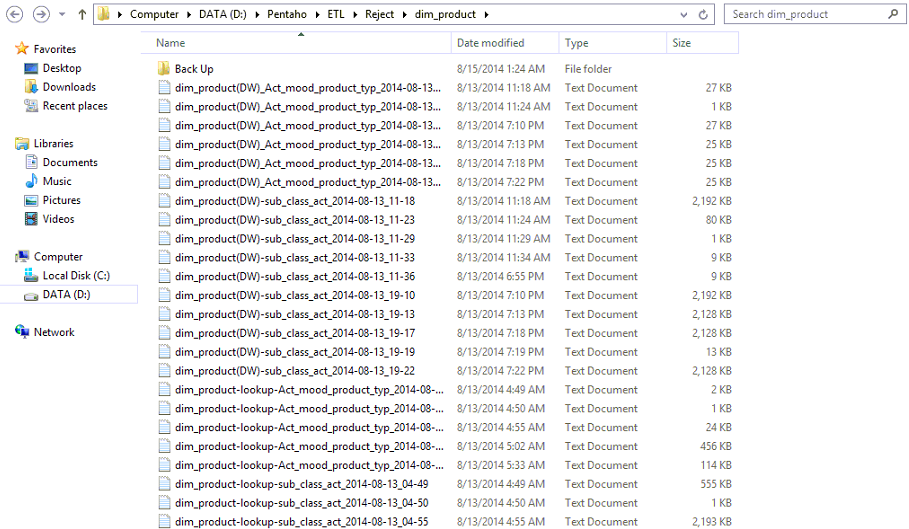 Computer DATA (D:) Pentaho ETL Reject dim_product Search dim_product
Name Date modified Type Size
Favorites
Desktop
Downloads
Recent places
Libraries
Documents
Music
Pictures
Videos
Computer
Local Disk (C:)
DATA (D:)
Network
Back Up 8/15/2014 1:24 AM File folder
dim_product(DW)_Act_mood_product_typ_2014-08-13... 8/13/2014 11:18 AM Text Document 27 KB
dim_product(DW)_Act_mood_product_typ_2014-08-13... 8/13/2014 11:24 AM Text Document 1 KB
dim_product(DW)_Act_mood_product_typ_2014-08-13... 8/13/2014 7:10 PM Text Document 27 KB
dim_product(DW)_Act_mood_product_typ_2014-08-13... 8/13/2014 7:13 PM Text Document 25 KB
dim_product(DW)_Act_mood_product_typ_2014-08-13... 8/13/2014 7:18 PM Text Document 25 KB
dim_product(DW)_Act_mood_product_typ_2014-08-13... 8/13/2014 7:22 PM Text Document 25 KB
dim_product(DW)-sub_class_act_2014-08-13_11-18 8/13/2014 11:18 AM Text Document 2,192 KB
dim_product(DW)-sub_class_act_2014-08-13_11-23 8/13/2014 11:24 AM Text Document 80 KB
dim_product(DW)-sub_class_act_2014-08-13_11-29 8/13/2014 11:29 AM Text Document 1 KB
dim_product(DW)-sub_class_act_2014-08-13_11-33 8/13/2014 11:34 AM Text Document 9 KB
dim_product(DW)-sub_class_act_2014-08-13_11-36 8/13/2014 6:55 PM Text Document 9 KB
dim_product(DW)-sub_class_act_2014-08-13_19-10 8/13/2014 7:10 PM Text Document 2,192 KB
dim_product(DW)-sub_class_act_2014-08-13_19-13 8/13/2014 7:13 PM Text Document 2,128 KB
dim_product(DW)-sub_class_act_2014-08-13_19-17 8/13/2014 7:18 PM Text Document 2,128 KB
dim_product(DW)-sub_class_act_2014-08-13_19-19 8/13/2014 7:19 PM Text Document 13 KB
dim_product(DW)-sub_class_act_2014-08-13_19-22 8/13/2014 7:22 PM Text Document 2,128 KB
dim_product-lookup-Act_mood_product_typ_2014-08-... 8/13/2014 4:49 AM Text Document 2 KB
dim_product-lookup-Act_mood_product_typ_2014-08-... 8/13/2014 4:50 AM Text Document 1 KB
dim_product-lookup-Act_mood_product_typ_2014-08-... 8/13/2014 4:55 AM Text Document 24 KB
dim_product-lookup-Act_mood_product_typ_2014-08-... 8/13/2014 5:02 AM Text Document 456 KB
dim_product-lookup-Act_mood_product_typ_2014-08-... 8/13/2014 5:33 AM Text Document 114 KB
dim_product-lookup-sub_class_act_2014-08-13_04-49 8/13/2014 4:49 AM Text Document 555 KB
dim_product-lookup-sub_class_act_2014-08-13_04-50 8/13/2014 4:50 AM Text Document 1 KB
dim_product-lookup-sub_class_act_2014-08-13_04-55 8/13/2014 4:55 AM Text Document 2,193 KB